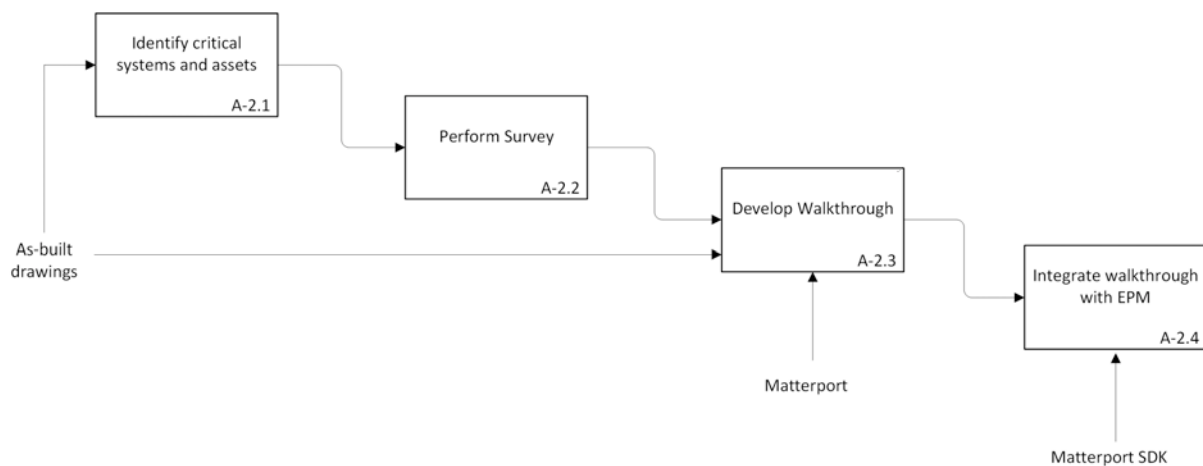 Identify critical
systems and assets
A-2.1
Perform Survey
A-2.2
Develop Walkthrough
A-2.3
As-built
drawings
Integrate walkthrough
with EPM
A-2.4
Matterport
Matterport SDK